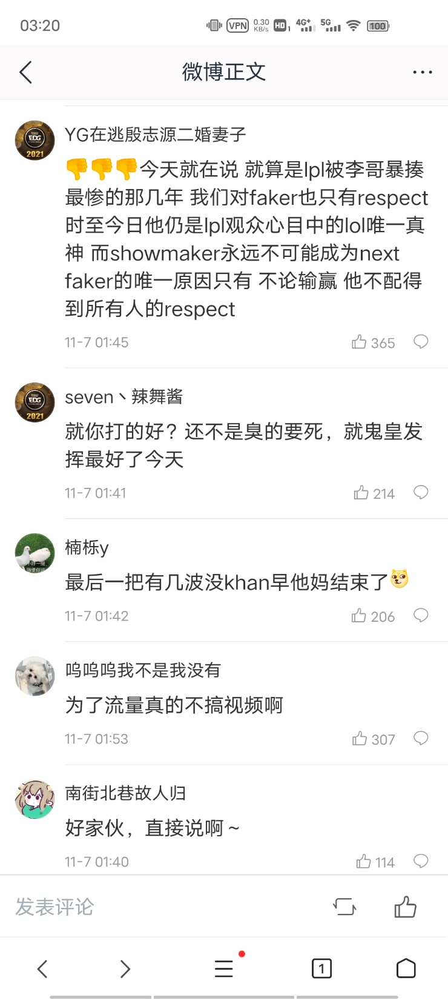 03:20
VPN 0.30 KB/s HD 1 4G+ 5G 100
微博正文
YG在逃殷志源二婚妻子
EDG
2021
👎👎👎今天就在说 就算是lpl被李哥暴揍
最惨的那几年 我们对faker也只有respect
时至今日他仍是lpl观众心目中的lol唯一真
神 而showmaker永远不可能成为next
faker的唯一原因只有 不论输赢 他不配得
到所有人的respect
11-7 01:45
365
EDG
2021
seven丶辣舞酱
就你打的好？还不是臭的要死，就鬼皇发
挥最好了今天
11-7 01:41
214
楠栎y
最后一把有几波没khan早他妈结束了
11-7 01:42
206
呜呜呜我不是我没有
为了流量真的不搞视频啊
11-7 01:53
307
南街北巷故人归
好家伙，直接说啊～
11-7 01:40
114
发表评论
1